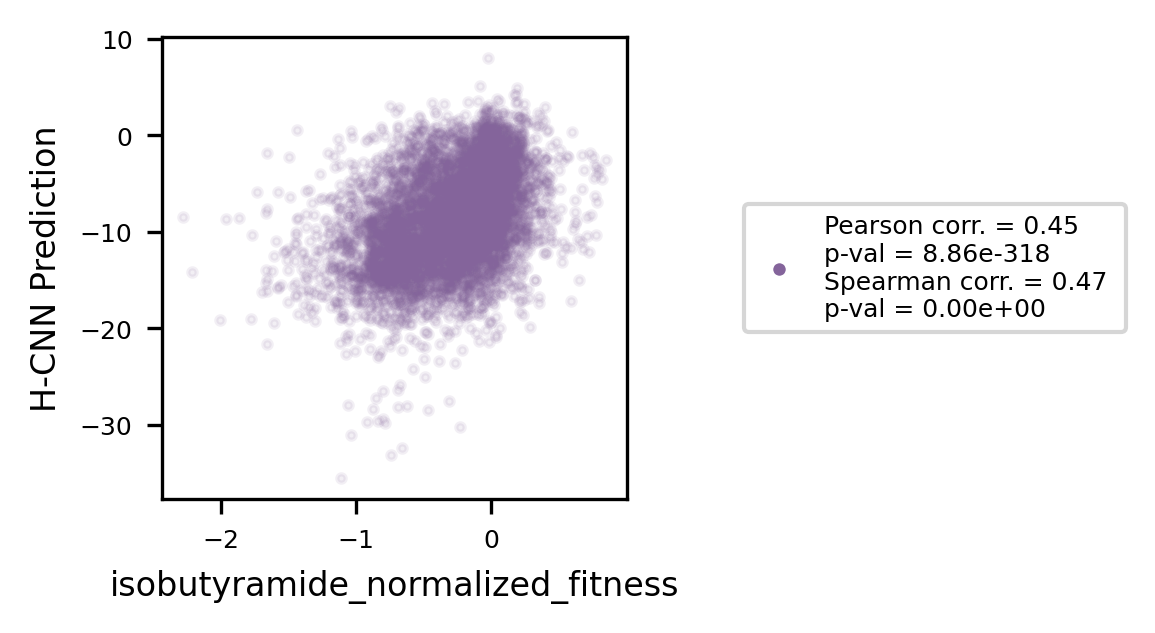 10
0
−10
−20
−30
H-CNN Prediction
−2
−1
0
isobutyramide_normalized_fitness
Pearson corr. = 0.45
p-val = 8.86e-318
Spearman corr. = 0.47
p-val = 0.00e+00